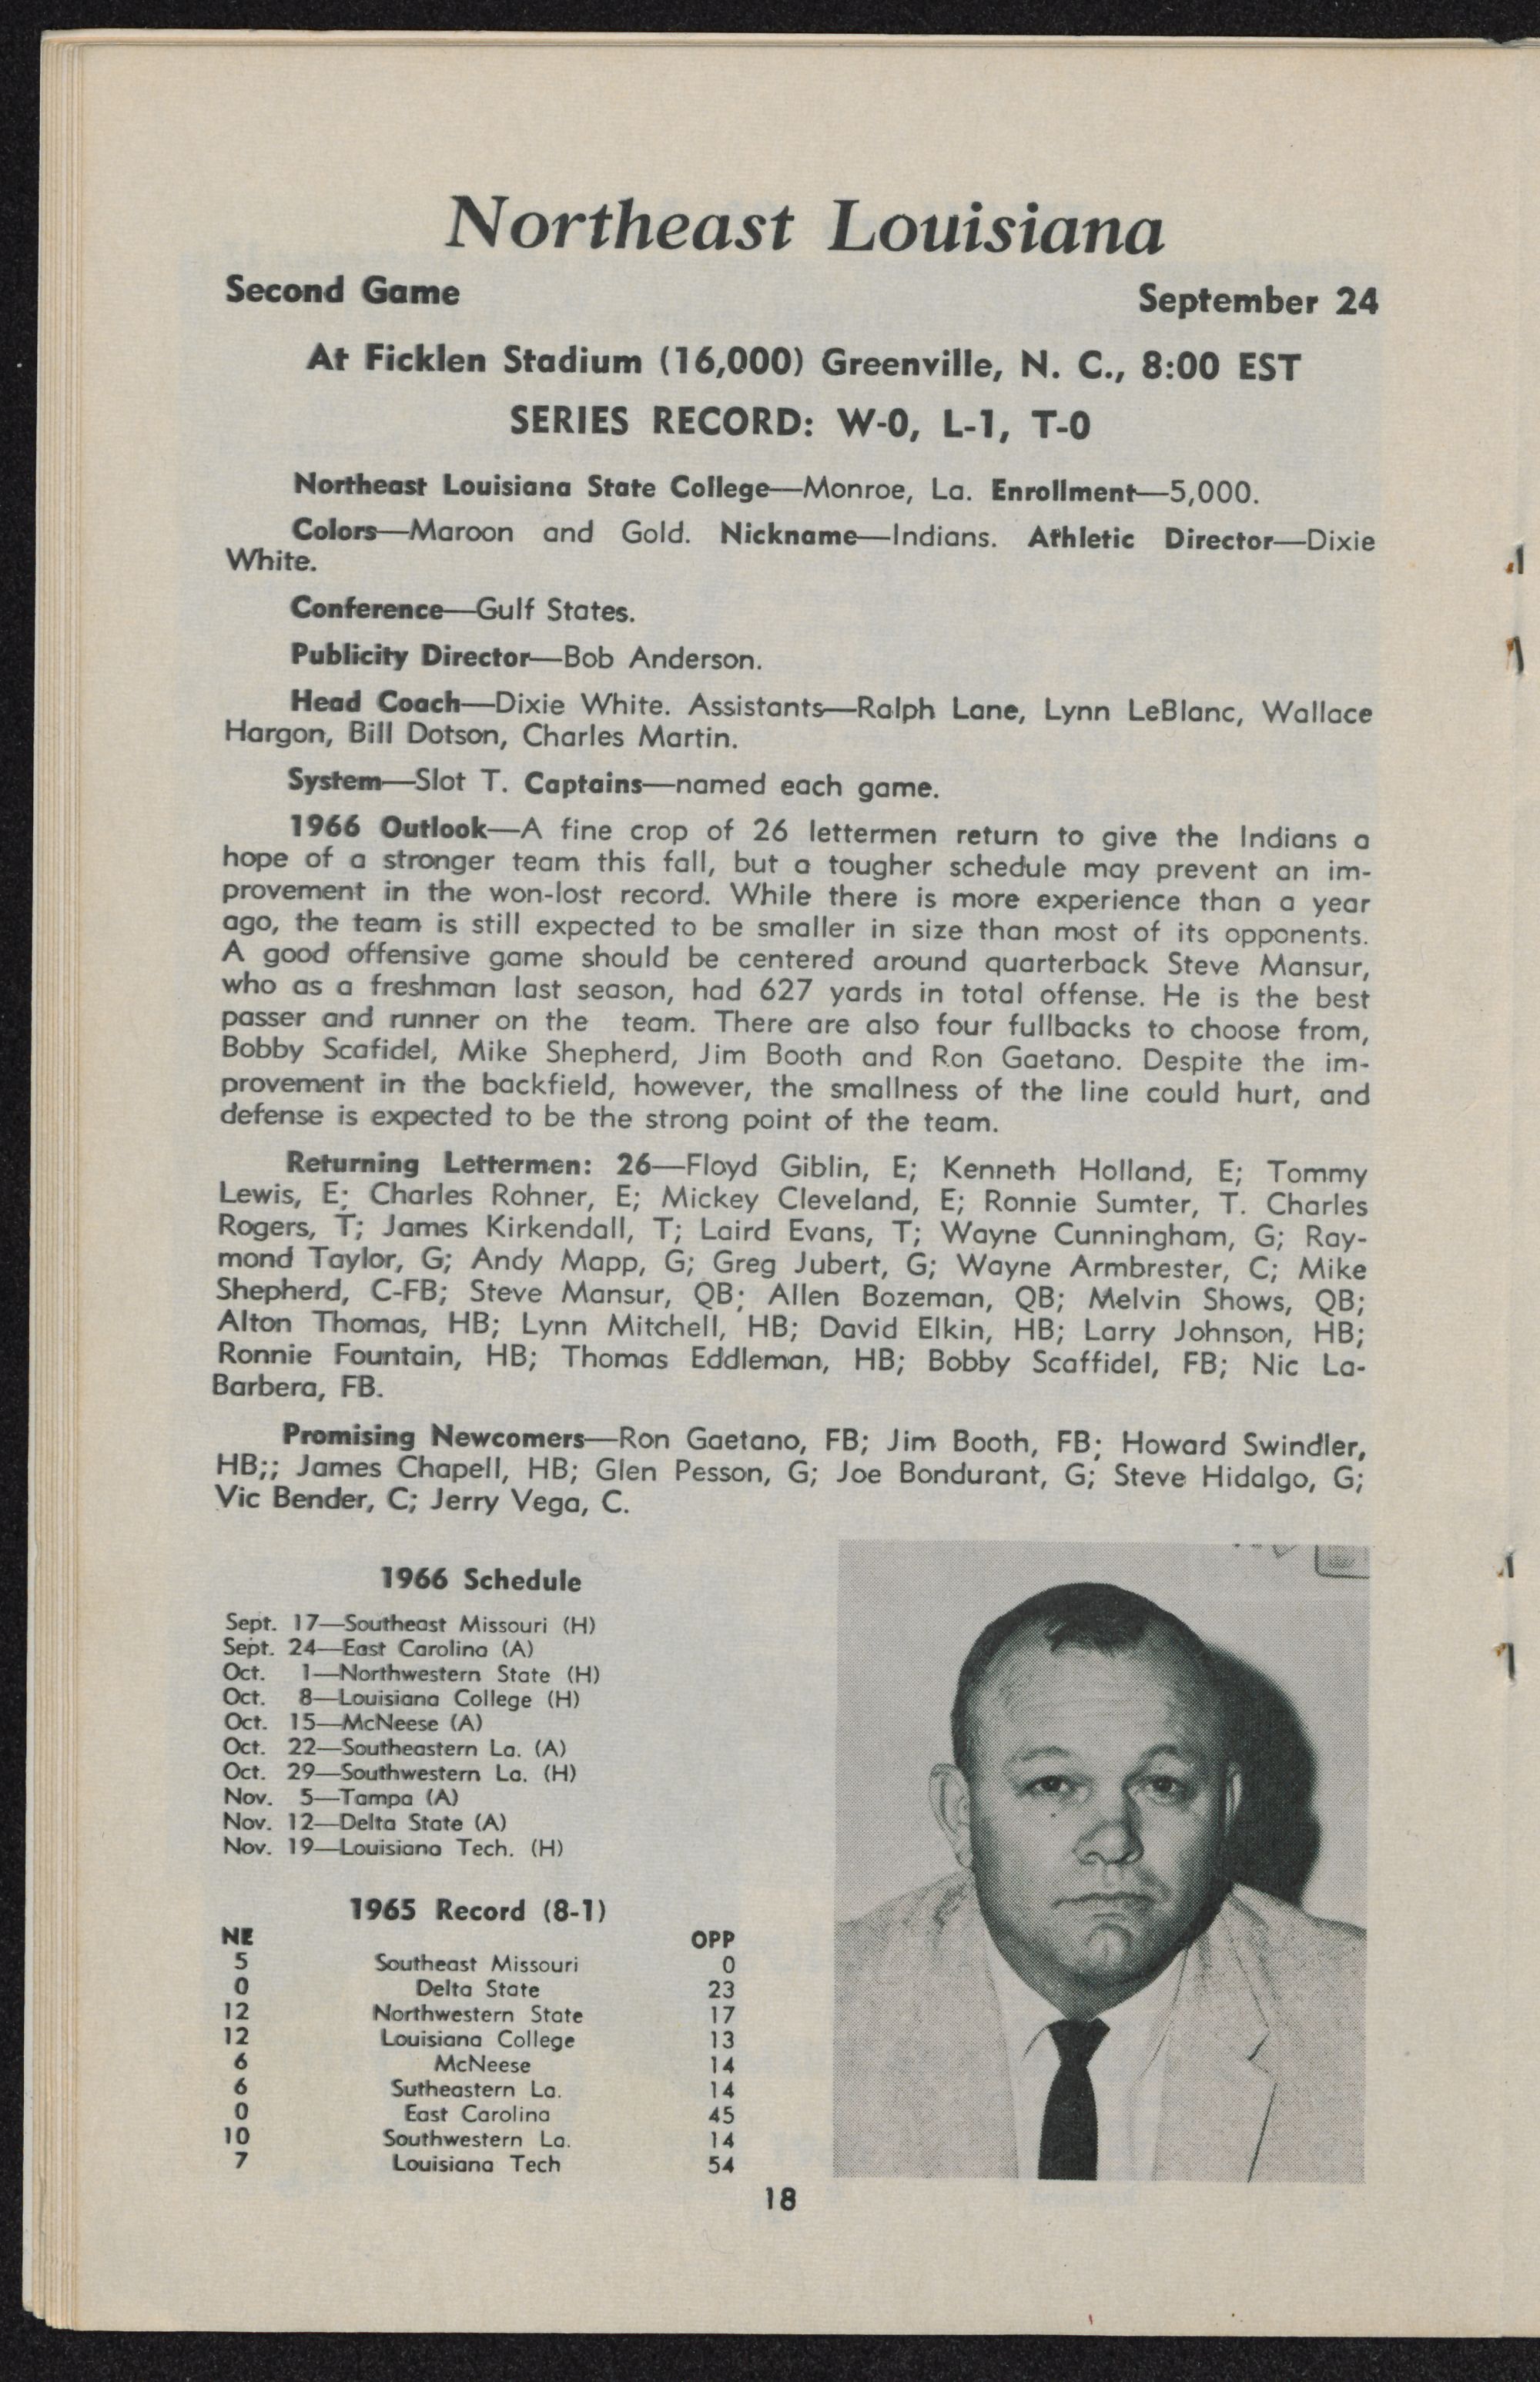 Northeast Louisiana
Second Game September 24
At Ficklen Stadium (16,000) Greenville, N. C., 8:00 EST
SERIES RECORD: W-0, L-1, T-0
Northeast Louisiana State College—Monroe, La. Enrollment—5,000.
Colors—Maroon and Gold. Nickname—Indians. Athletic Director—Dixie
White.
Conference—Gulf States.
Publicity Director—Bob Anderson.
Head Coach—Dixie White. Assistants—Ralph Lane, Lynn LeBlanc, Wallace
Hargon, Bill Dotson, Charles Martin.
System—Slot T. Captains—named each game.
1966 Outlook—A fine crop of 26 lettermen return to give the Indians a
hope of a stronger team this fall, but a tougher schedule may prevent an im-
provement in the won-lost record. While there is more experience than a year
ago, the team is still expected to be smaller in size than most of its opponents.
A good offensive game should be centered around quarterback Steve Mansur,
who as a freshman last season, had 627 yards in total offense. He is the best
passer and runner on the team. There are also four fullbacks to choose from,
Bobby Scafidel, Mike Shepherd, Jim Booth and Ron Gaetano. Despite the im-
provement in the backfield, however, the smallness of the line could hurt, and
defense is expected to be the strong point of the team.
Returning Lettermen: 26—Floyd Giblin, E; Kenneth Holland, E; Tommy
Lewis, E; Charles Rohner, E; Mickey Cleveland, E; Ronnie Sumter, T. Charles
Rogers, T; James Kirkendall, T; Laird Evans, T; Wayne Cunningham, G; Ray-
mond Taylor, G; Andy Mapp, G; Greg Jubert, G; Wayne Armbrester, C; Mike
Shepherd, C-FB; Steve Mansur, QB; Allen Bozeman, QB; Melvin Shows, QB;
Alton Thomas, HB; Lynn Mitchell, HB; David Elkin, HB; Larry Johnson, HB;
Ronnie Fountain, HB; Thomas Eddleman, HB; Bobby Scaffidel, FB; Nic La-
Barbera, FB.
Promising Newcomers—Ron Gaetano, FB; Jim Booth, FB; Howard Swindler,
HB;; James Chapell, HB; Glen Pesson, G; Joe Bondurant, G; Steve Hidalgo, G;
Vic Bender, C; Jerry Vega, C.
1966 Schedule
Sept. 17—Southeast Missouri (H)
Sept. 24—East Carolina (A)
Oct. 1—Northwestern State (H)
Oct. 8—Louisiana College (H)
Oct. 15—McNeese (A)
Oct. 22—Southeastern La. (A)
Oct. 29—Southwestern La. (H)
Nov. 5—Tampa (A)
Nov. 12—Delta State (A)
Nov. 19—Louisiana Tech. (H)
1965 Record (8-1)
NE OPP
5 Southeast Missouri 0
0 Delta State 23
12 Northwestern State 17
12 Louisiana College 13
6 McNeese 14
6 Sutheastern La. 14
0 East Carolina 45
10 Southwestern La. 14
7 Louisiana Tech 54
18